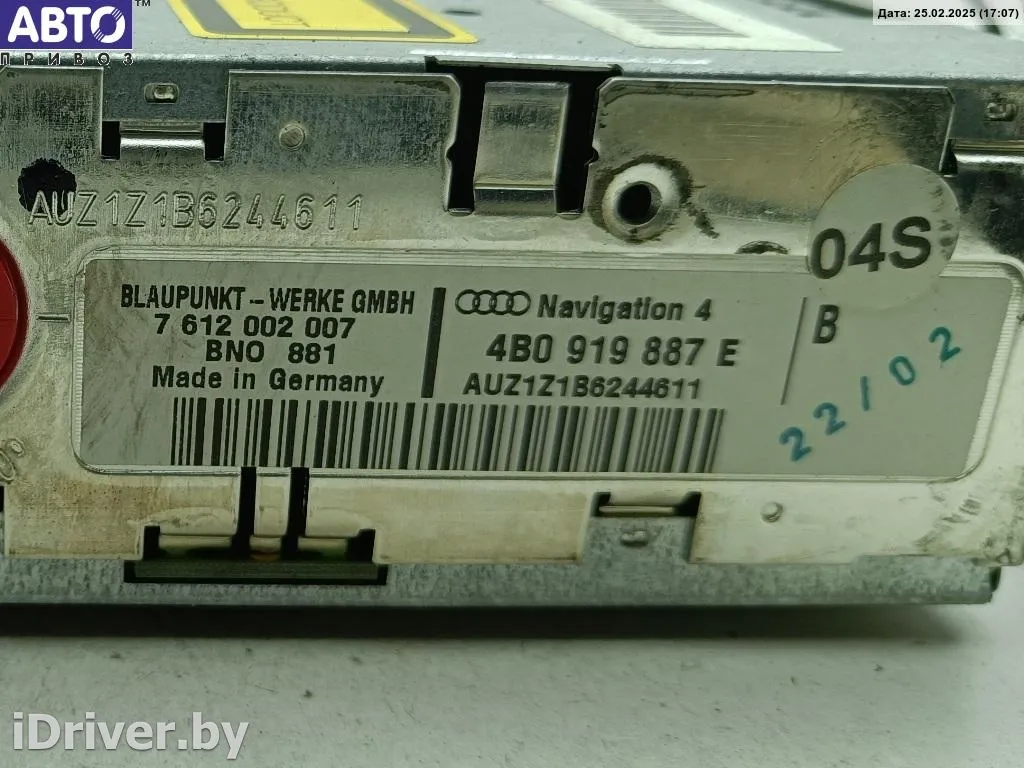 АВТО™
ПРИВОЗ
Дата: 25.02.2025 (17:07)
AUZ1Z1B6244611
04S
BLAUPUNKT - WERKE GMBH
7 612 002 007
BNO 881
Made in Germany
Navigation 4
4B0 919 887 E
AUZ1Z1B6244611
B
22/02
iDriver.by